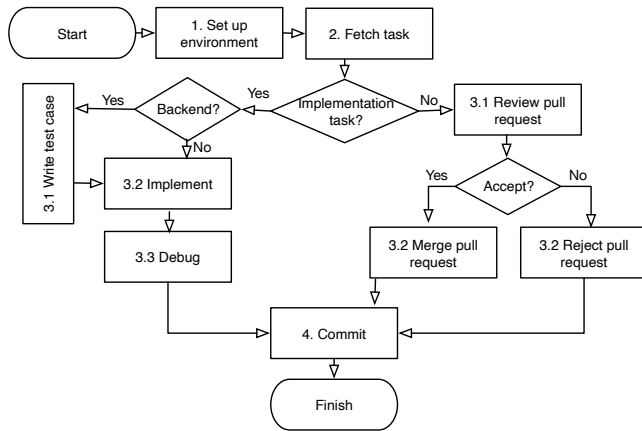 Start
1. Set up
environment
2. Fetch task
Yes
Backend?
Yes
Implementation
task?
No
3.1 Review pull
request
3.1 Write test case
No
3.2 Implement
Yes
Accept?
No
3.3 Debug
3.2 Merge pull
request
3.2 Reject pull
request
4. Commit
Finish